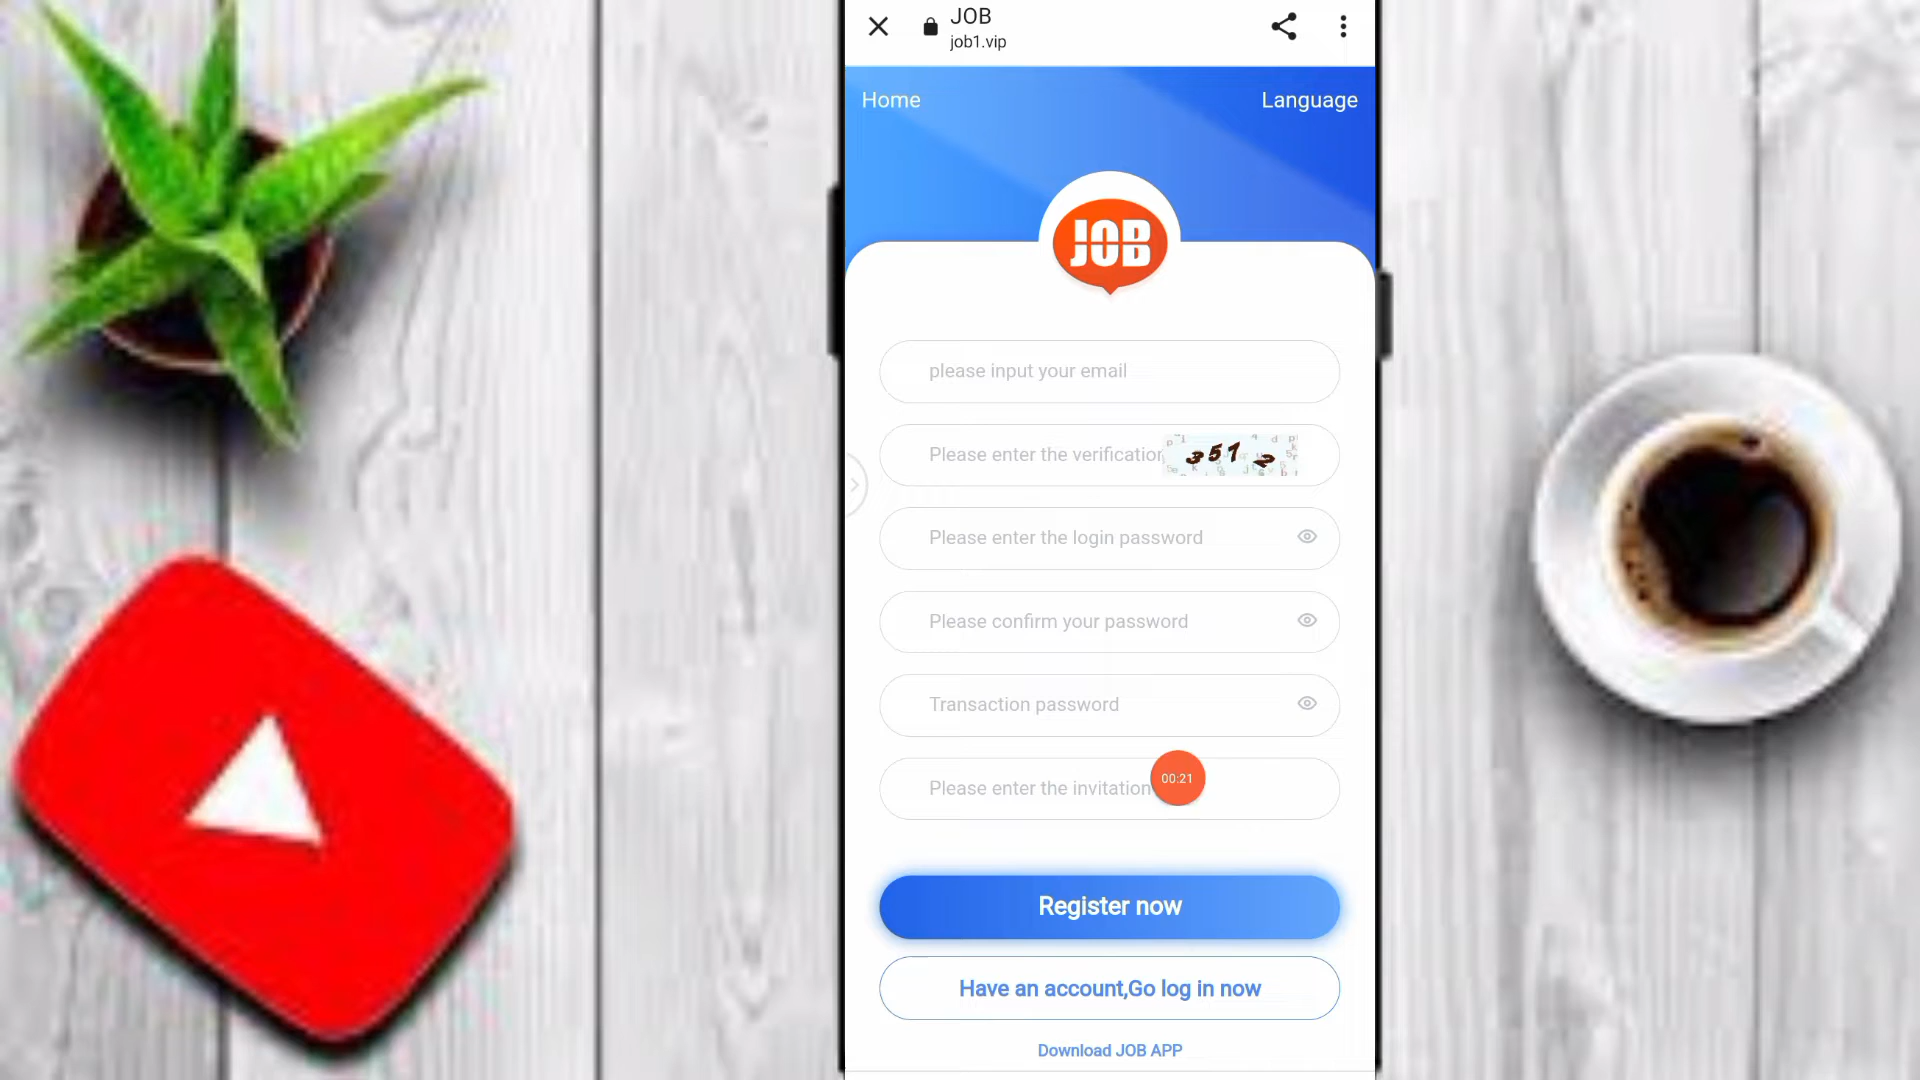 JOB
job1.vip
Home
Language
JOB
please input your email
Please enter the verification
3512
Please enter the login password
Please confirm your password
Transaction password
Please enter the invitation
00:21
Register now
Have an account,Go log in now
Download JOB APP